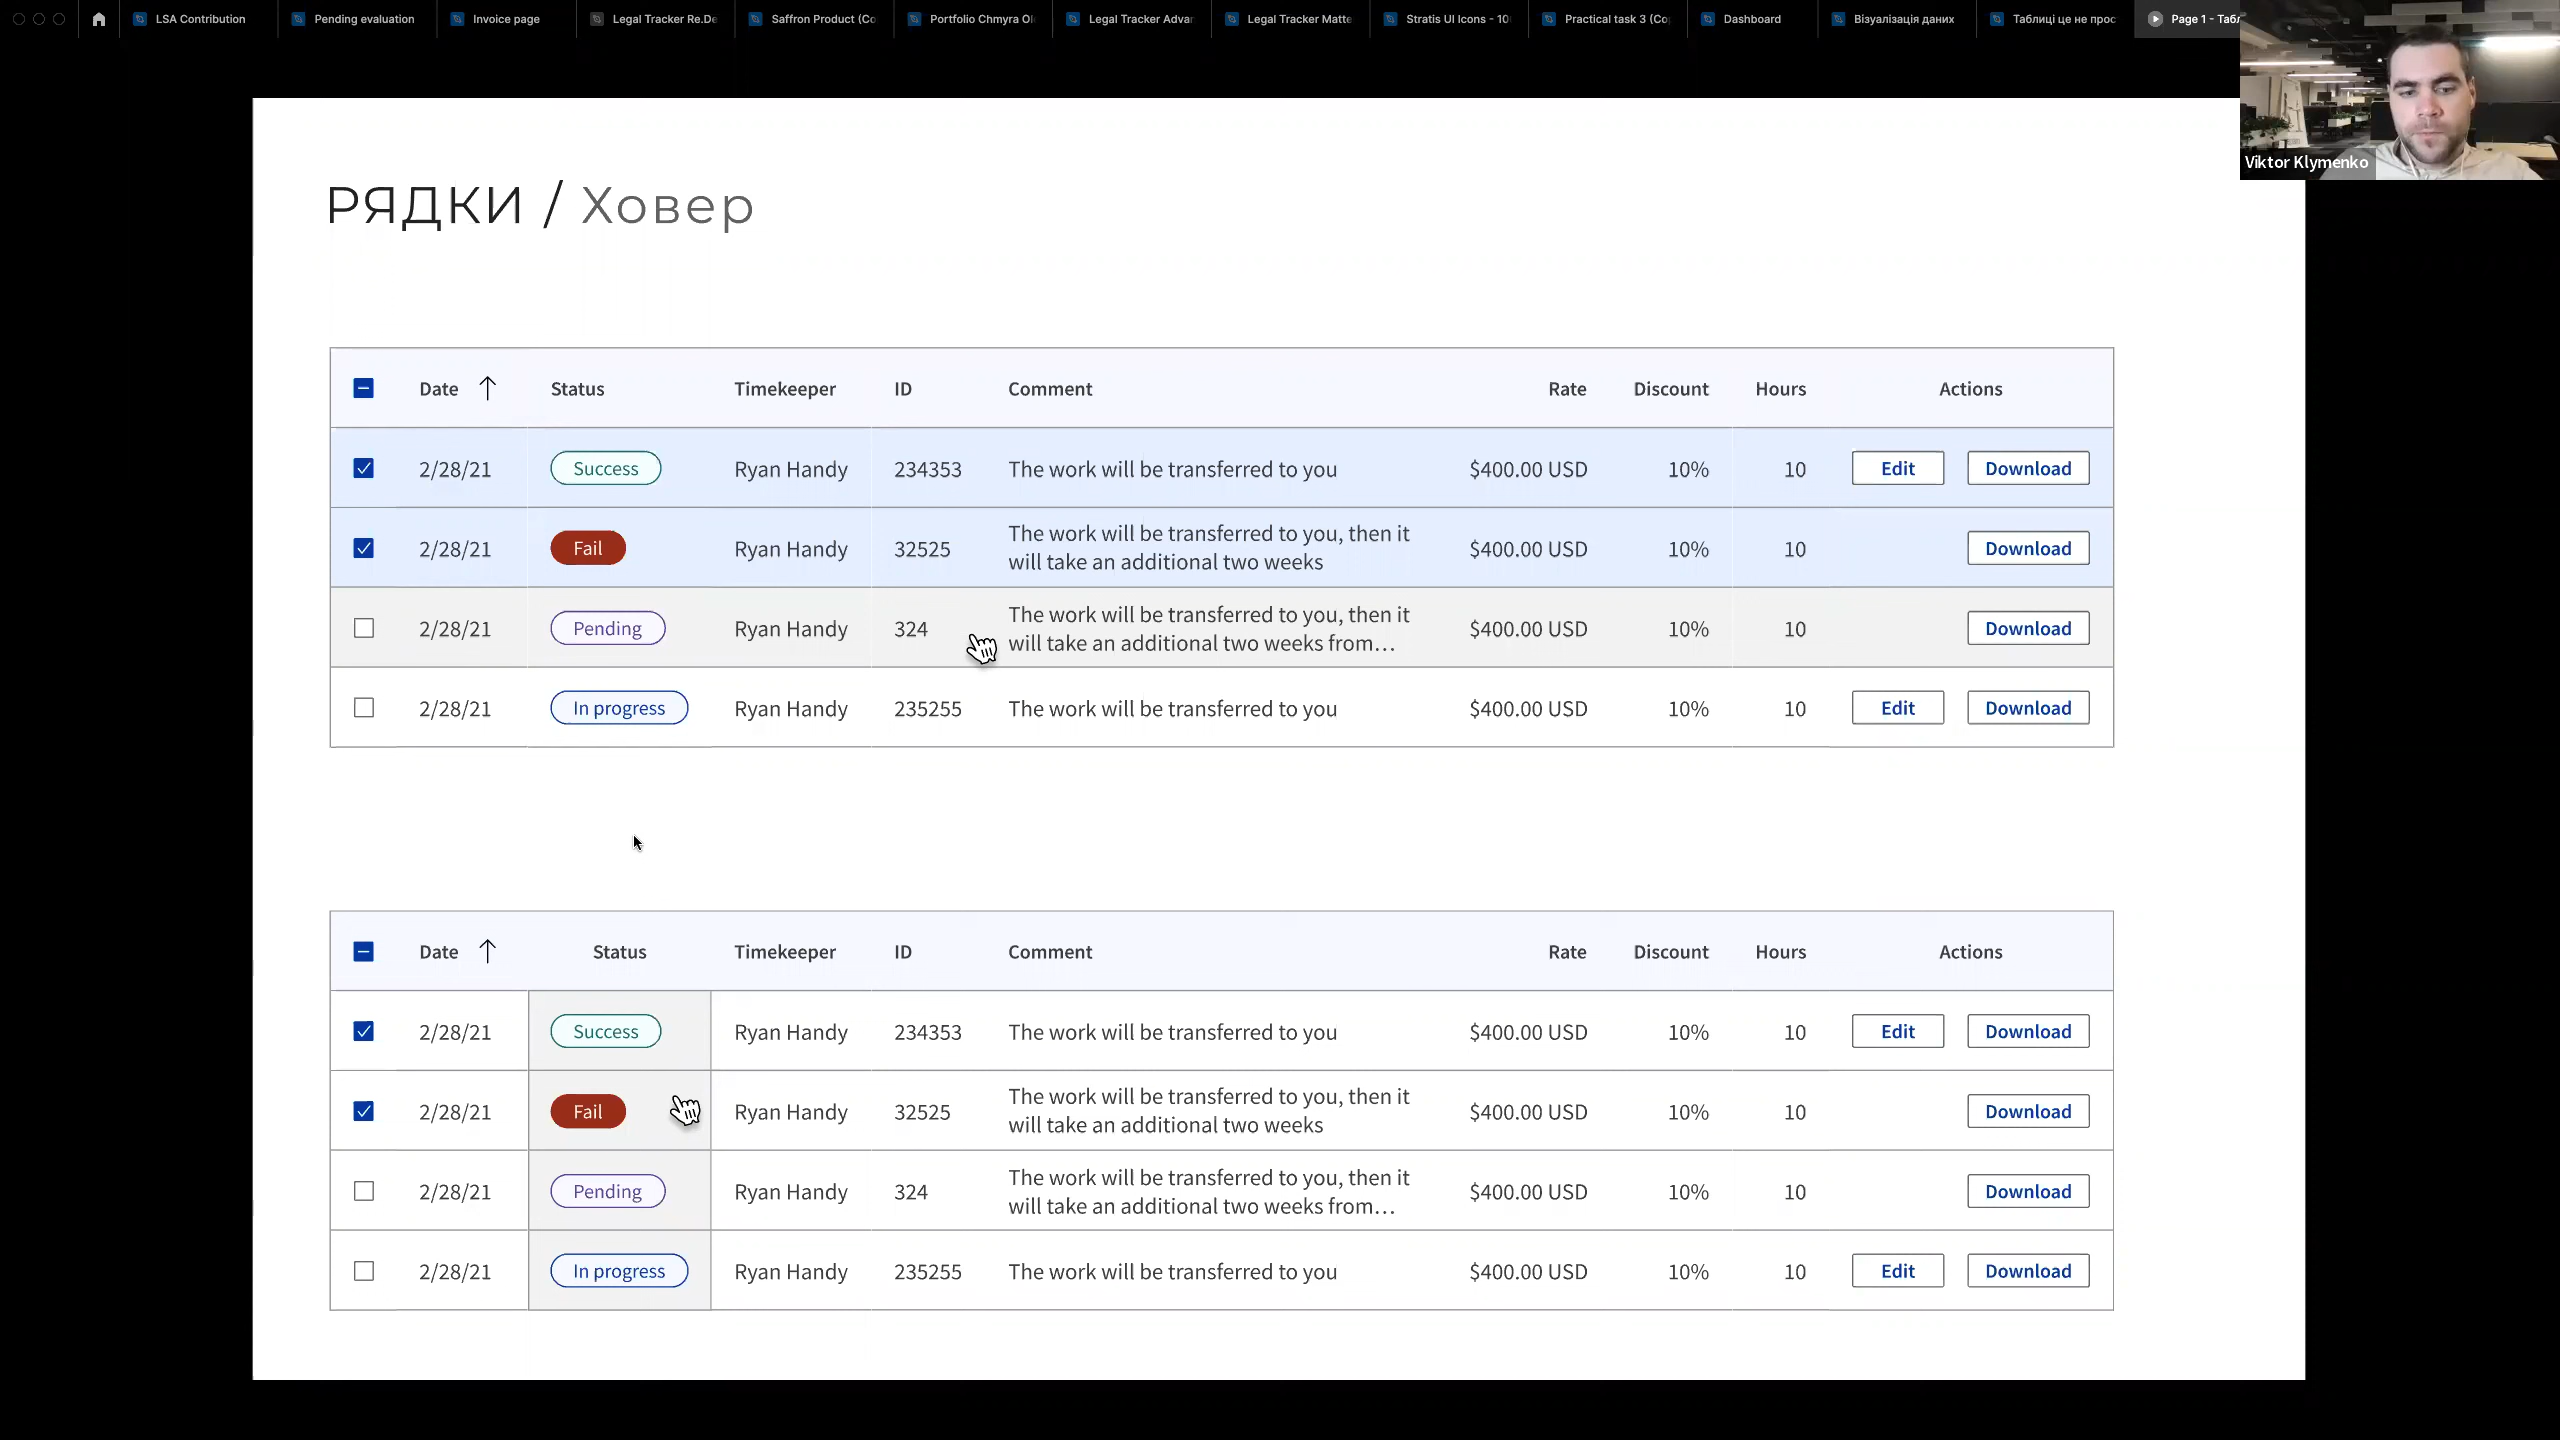 LSA Contribution Pending evaluation Invoice page Legal Tracker Re.De Saffron Product (Co Portfolio Chmyra Ol Legal Tracker Advar Legal Tracker Matte Stratis UI Icons - 10 Practical task 3 (Co Dashboard Візуалізація даних Таблиці це не прос Page 1 - Табл
Viktor Klymenko
РЯДКИ / Ховер
Date Status Timekeeper ID Comment Rate Discount Hours Actions
2/28/21 Success Ryan Handy 234353 The work will be transferred to you $400.00 USD 10% 10 Edit Download
2/28/21 Fail Ryan Handy 32525 The work will be transferred to you, then it
will take an additional two weeks $400.00 USD 10% 10 Download
2/28/21 Pending Ryan Handy 324 The work will be transferred to you, then it
will take an additional two weeks from... $400.00 USD 10% 10 Download
2/28/21 In progress Ryan Handy 235255 The work will be transferred to you $400.00 USD 10% 10 Edit Download
Date Status Timekeeper ID Comment Rate Discount Hours Actions
2/28/21 Success Ryan Handy 234353 The work will be transferred to you $400.00 USD 10% 10 Edit Download
2/28/21 Fail Ryan Handy 32525 The work will be transferred to you, then it
will take an additional two weeks $400.00 USD 10% 10 Download
2/28/21 Pending Ryan Handy 324 The work will be transferred to you, then it
will take an additional two weeks from... $400.00 USD 10% 10 Download
2/28/21 In progress Ryan Handy 235255 The work will be transferred to you $400.00 USD 10% 10 Edit Download